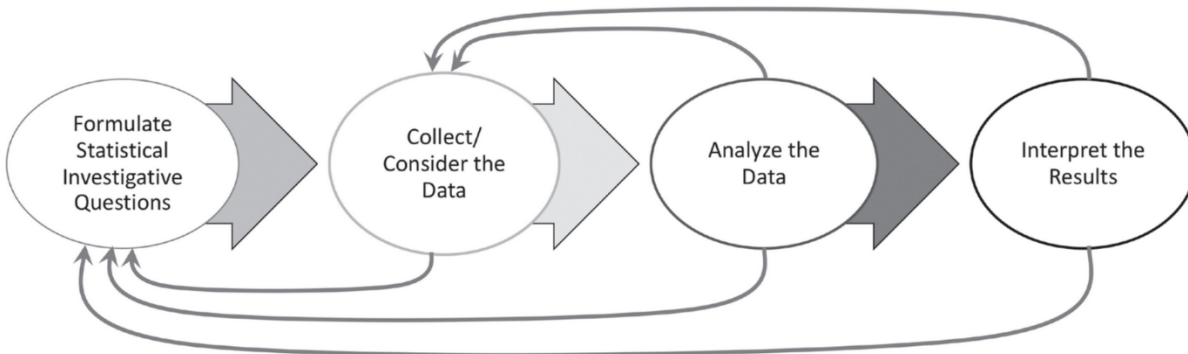 Formulate
Statistical
Investigative
Questions
Collect/
Consider the
Data
Analyze the
Data
Interpret the
Results